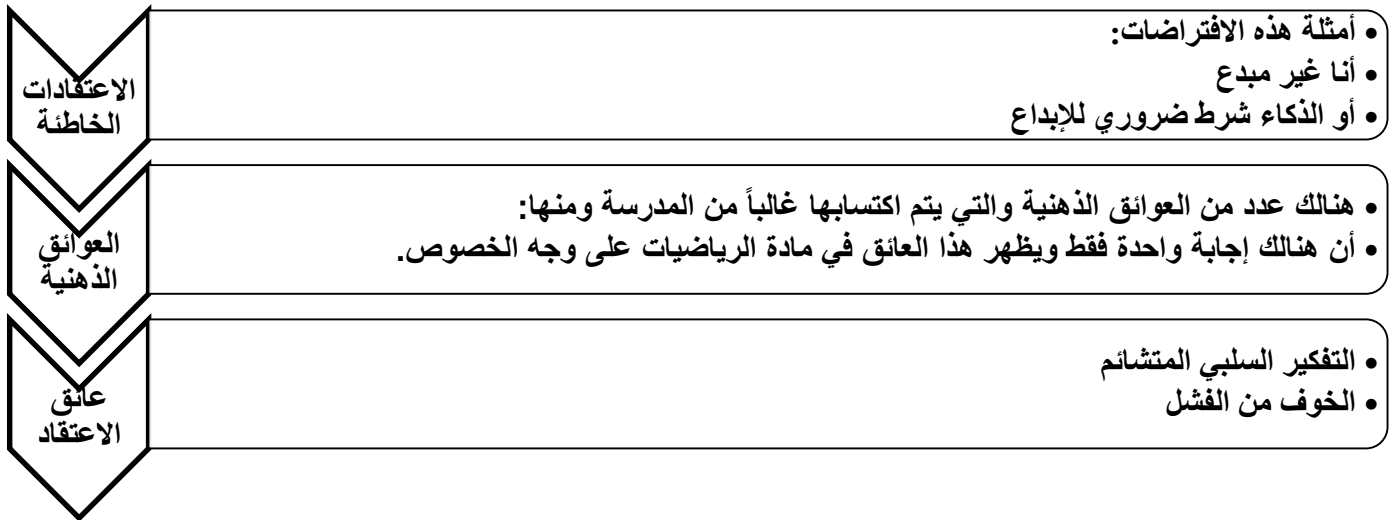 الاعتقادات
الخاطئة
• أمثلة هذه الافتراضات:
• أنا غير مبدع
• أو الذكاء شرط ضروري للإبداع
العوائق
الذهنية
• هنالك عدد من العوائق الذهنية والتي يتم اكتسابها غالباً من المدرسة ومنها:
• أن هنالك إجابة واحدة فقط ويظهر هذا العائق في مادة الرياضيات على وجه الخصوص.
عائق
الاعتقاد
• التفكير السلبي المتشائم
• الخوف من الفشل